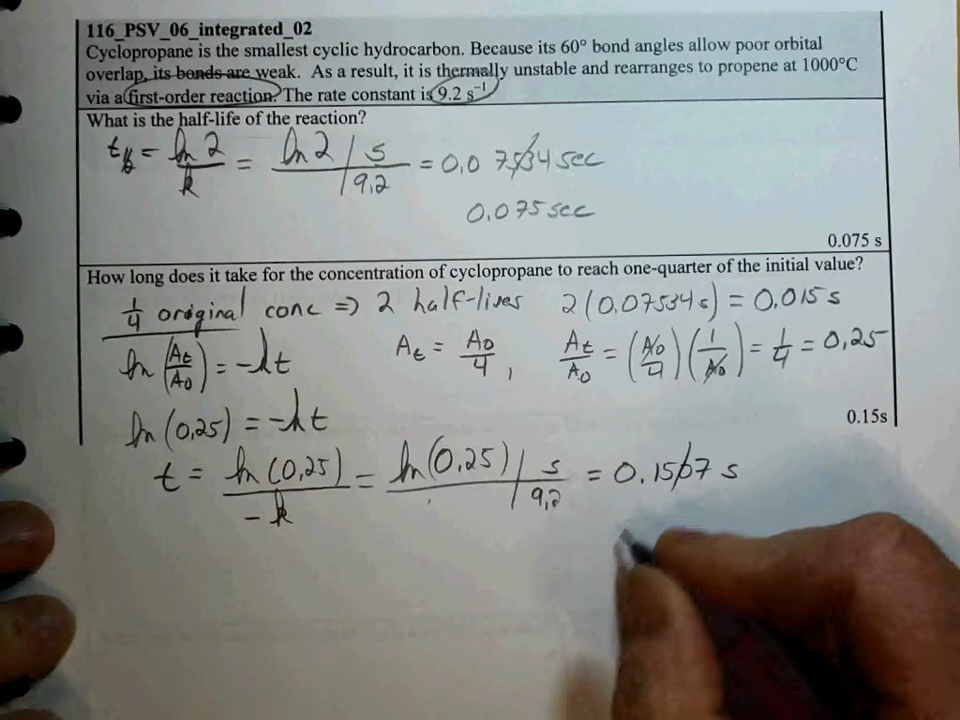 116_PSV_06_integrated_02
Cyclopropane is the smallest cyclic hydrocarbon. Because its 60° bond angles allow poor orbital
overlap, its bonds are weak. As a result, it is thermally unstable and rearranges to propene at 1000°C
via a first-order reaction. The rate constant is 9.2 s⁻¹
What is the half-life of the reaction?
t½ = ln 2 / k = ln 2 | s / 9.2 = 0.07534 sec
0.075 sec
0.075 s
How long does it take for the concentration of cyclopropane to reach one-quarter of the initial value?
1/4 original conc ⇒ 2 half-lives 2(0.07534 s) = 0.015 s
ln (At/A0) = -kt At = A0/4, At/A0 = (A0/4)(1/A0) = 1/4 = 0.25
ln (0.25) = -kt
0.15s
t = ln (0.25) / -k = ln (0.25) | s / 9.2 = 0.1507 s